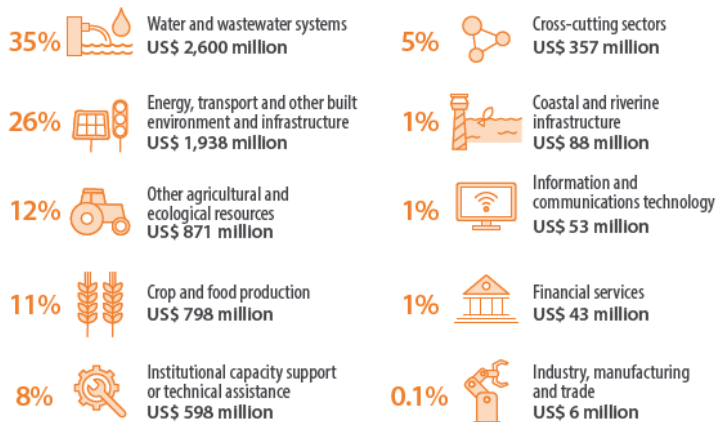 35%
Water and wastewater systems
US$ 2,600 million
26%
Energy, transport and other built
environment and infrastructure
US$ 1,938 million
12%
Other agricultural and
ecological resources
US$ 871 million
11%
Crop and food production
US$ 798 million
8%
Institutional capacity support
or technical assistance
US$ 598 million
5%
Cross-cutting sectors
US$ 357 million
1%
Coastal and riverine
infrastructure
US$ 88 million
1%
Information and
communications technology
US$ 53 million
1%
Financial services
US$ 43 million
0.1%
Industry, manufacturing
and trade
US$ 6 million